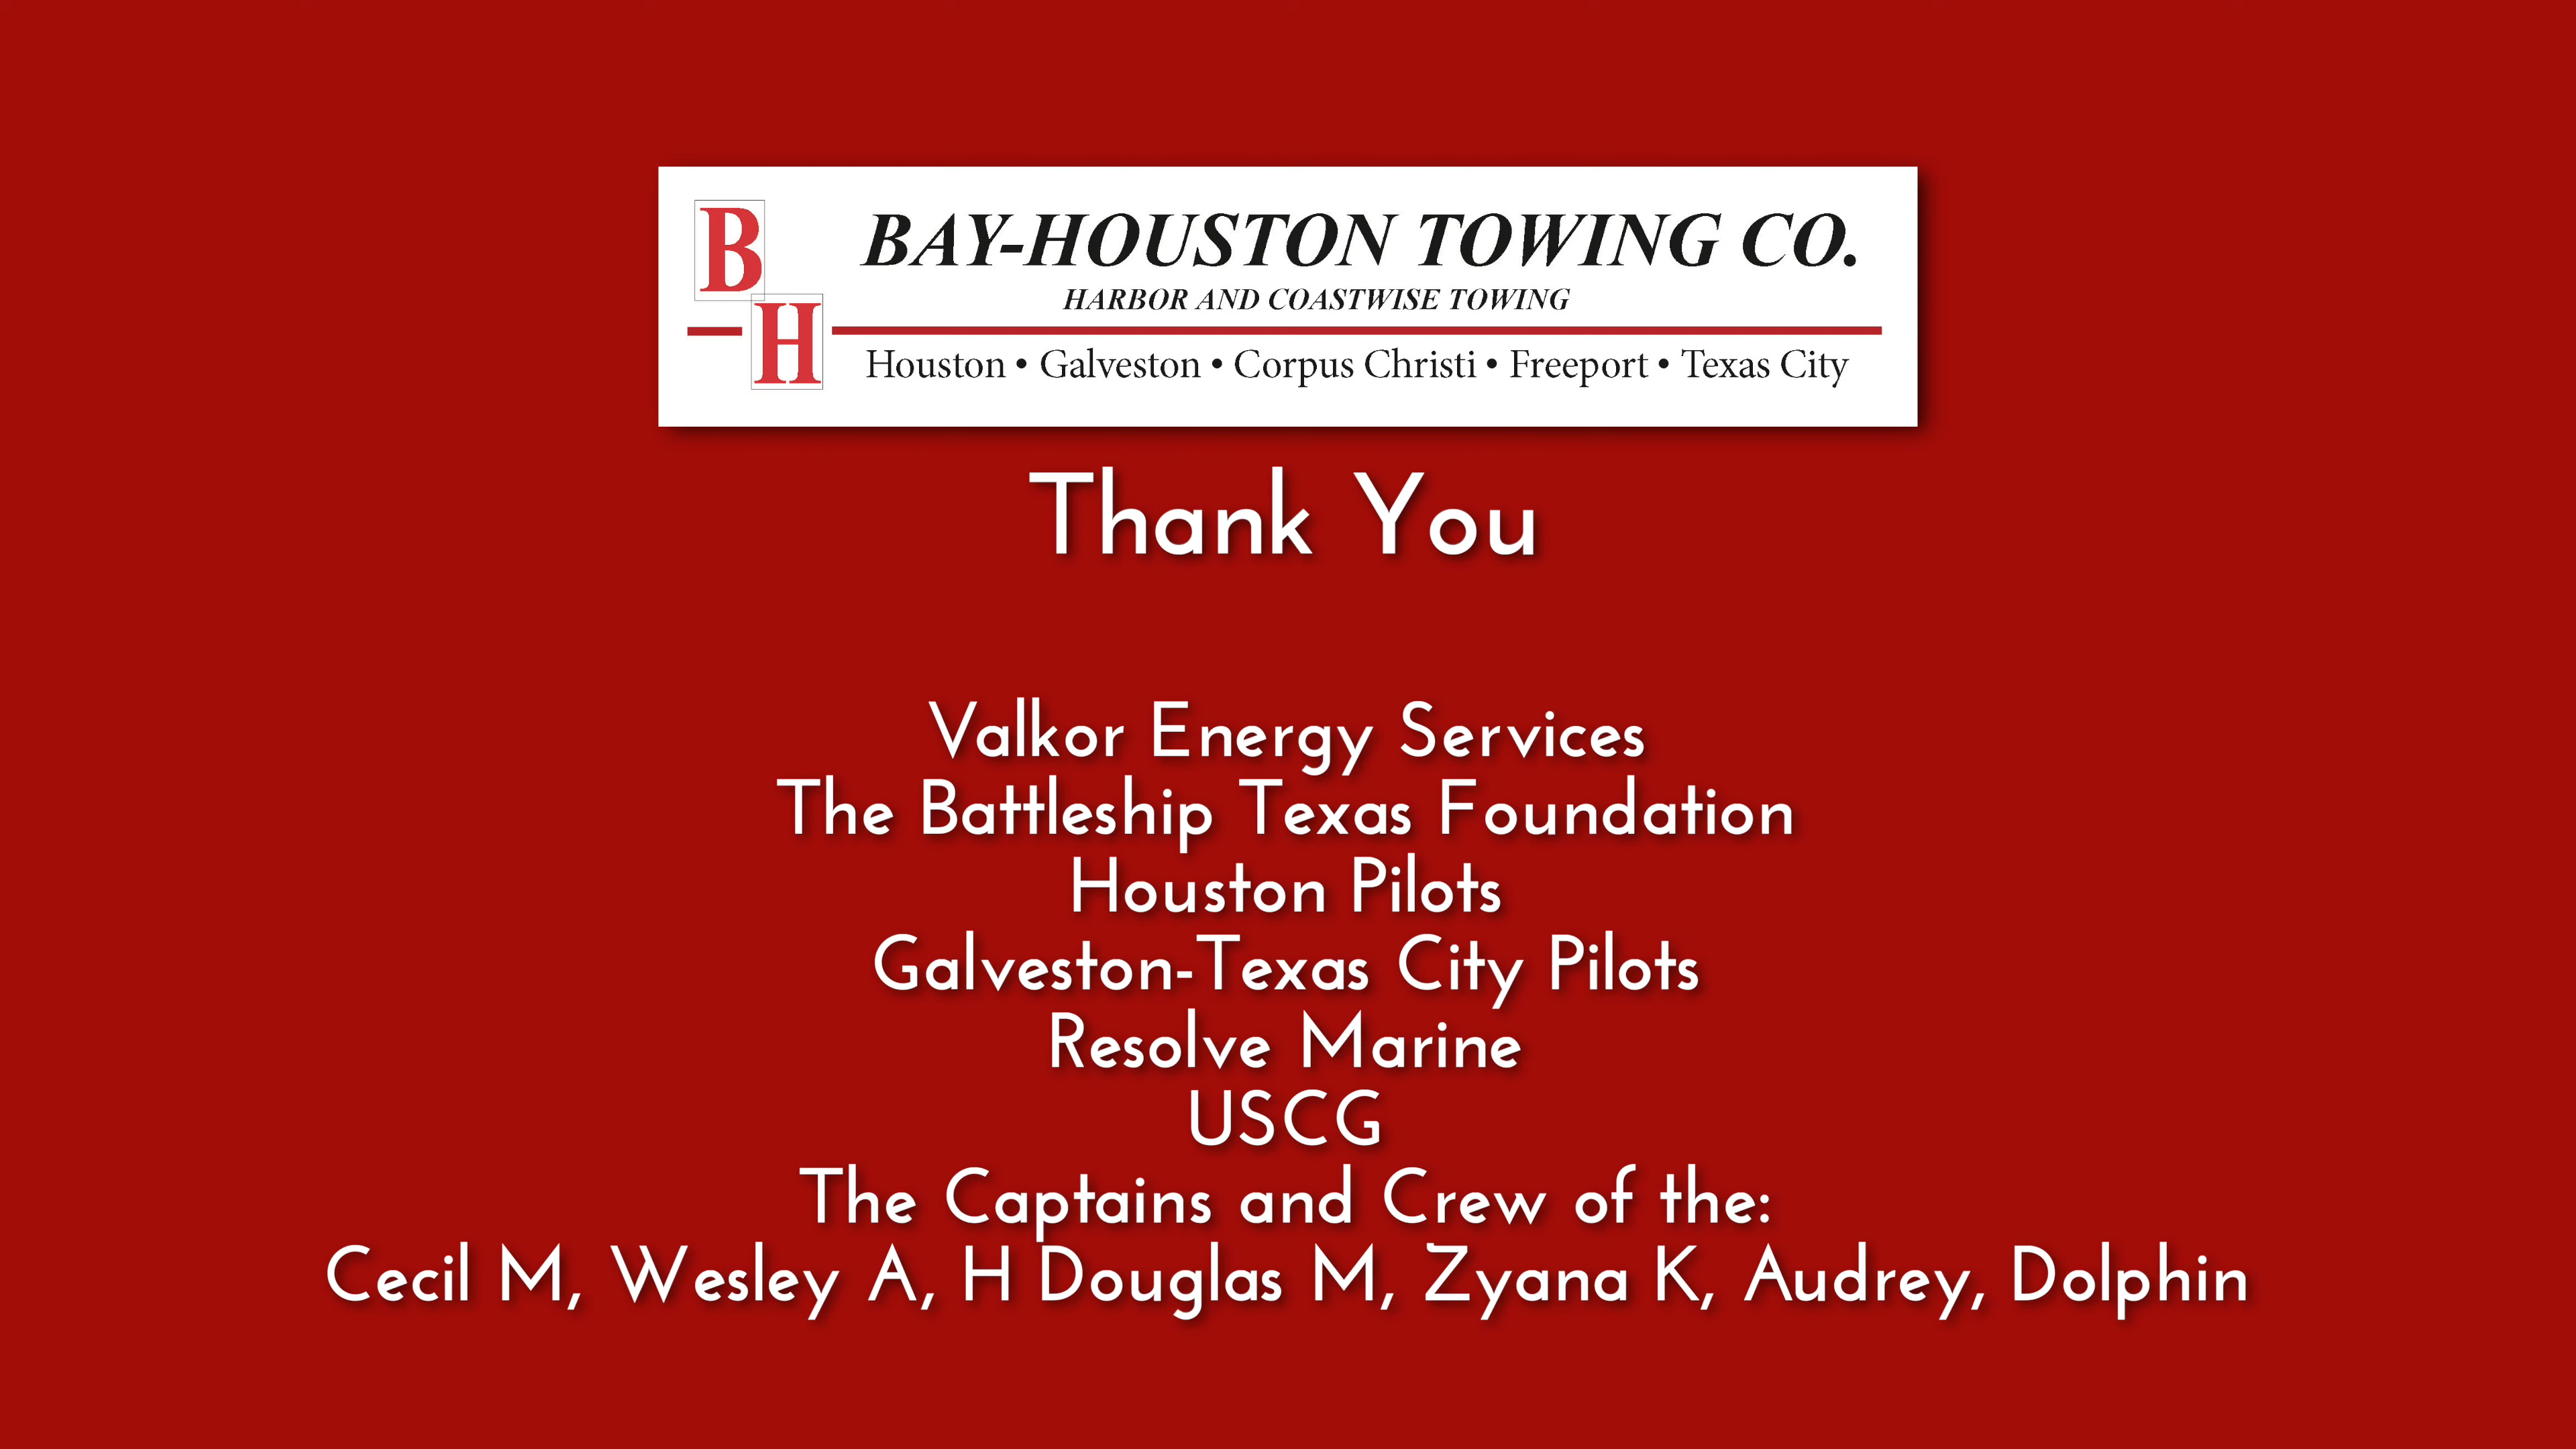 B
H
BAY-HOUSTON TOWING CO.
HARBOR AND COASTWISE TOWING
Houston • Galveston • Corpus Christi • Freeport • Texas City
Thank You
Valkor Energy Services
The Battleship Texas Foundation
Houston Pilots
Galveston-Texas City Pilots
Resolve Marine
USCG
The Captains and Crew of the:
Cecil M, Wesley A, H Douglas M, Zyana K, Audrey, Dolphin